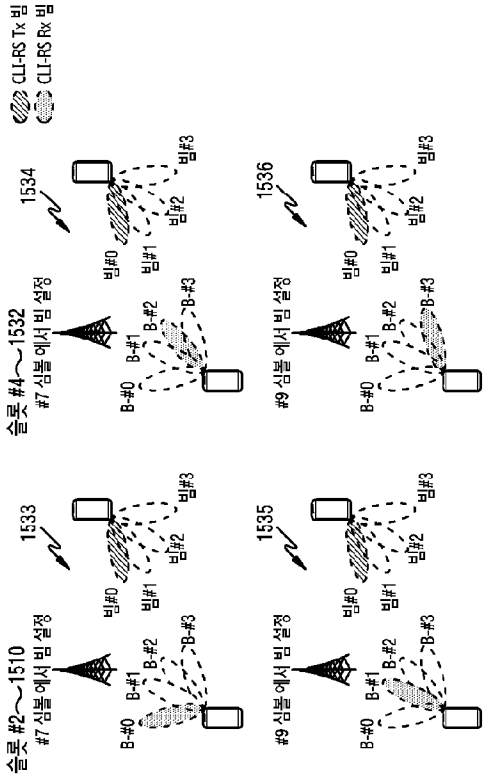 CLI-RS Tx 빔
CLI-RS Rx 빔
슬롯 #2~1510
#7 심볼에서 빔 설정
1533
B-#0
B-#1
B-#2
B-#3
빔#0
빔#1
빔#2
빔#3
슬롯 #4~1532
#7 심볼에서 빔 설정
1534
B-#0
B-#1
B-#2
B-#3
빔#0
빔#1
빔#2
빔#3
#9 심볼에서 빔 설정
1535
B-#0
B-#1
B-#2
B-#3
빔#0
빔#1
빔#2
빔#3
#9 심볼에서 빔 설정
1536
B-#0
B-#1
B-#2
B-#3
빔#0
빔#1
빔#2
빔#3